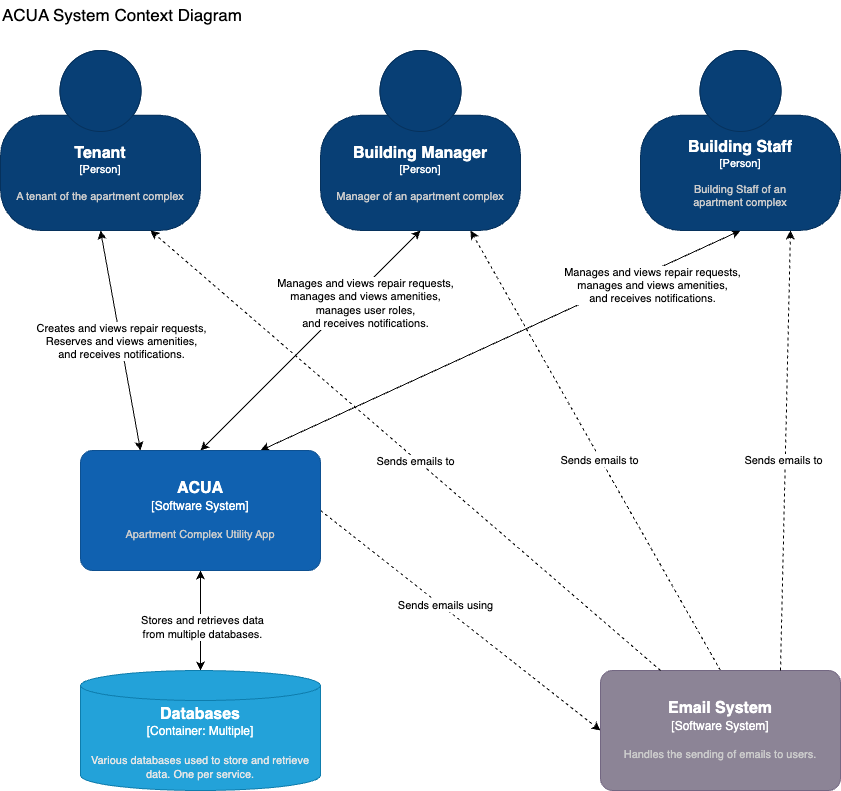 ACUA System Context Diagram
Tenant
[Person]
A tenant of the apartment complex
Building Manager
[Person]
Manager of an apartment complex
Building Staff
[Person]
Building Staff of an
apartment complex
Creates and views repair requests,
Reserves and views amenities,
and receives notifications.
Manages and views repair requests,
manages and views amenities,
manages user roles,
and receives notifications.
Manages and views repair requests,
manages and views amenities,
and receives notifications.
Sends emails to
Sends emails to
Sends emails to
ACUA
[Software System]
Apartment Complex Utility App
Sends emails using
Stores and retrieves data
from multiple databases.
Databases
[Container: Multiple]
Various databases used to store and retrieve
data. One per service.
Email System
[Software System]
Handles the sending of emails to users.